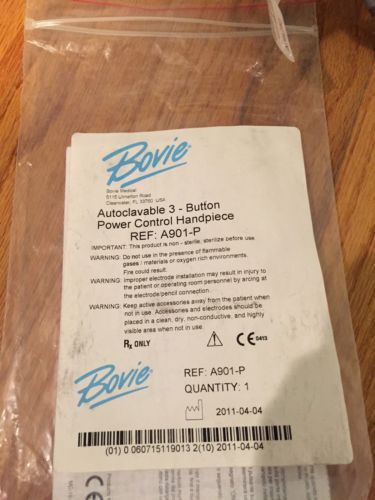 Bovie
Bovie Medical
5115 Ulmerton Road
Clearwater, FL 33760 USA
Autoclavable 3 - Button
Power Control Handpiece
REF: A901-P
IMPORTANT: This product is non - sterile, sterilize before use.
WARNING: Do not use in the presence of flammable
gases / materials or oxygen rich environments.
Fire could result.
WARNING: Improper electrode installation may result in injury to
the patient or operating room personnel by arcing at
the electrode/pencil connection.
WARNING: Keep active accessories away from the patient when
not in use. Accessories and electrodes should be
placed in a clean, dry, non-conductive, and highly
visible area when not in use.
Rx ONLY
CE 0413
Bovie
REF: A901-P
QUANTITY: 1
2011-04-04
(01) 0 060715119013 2(10) 2011-04-04